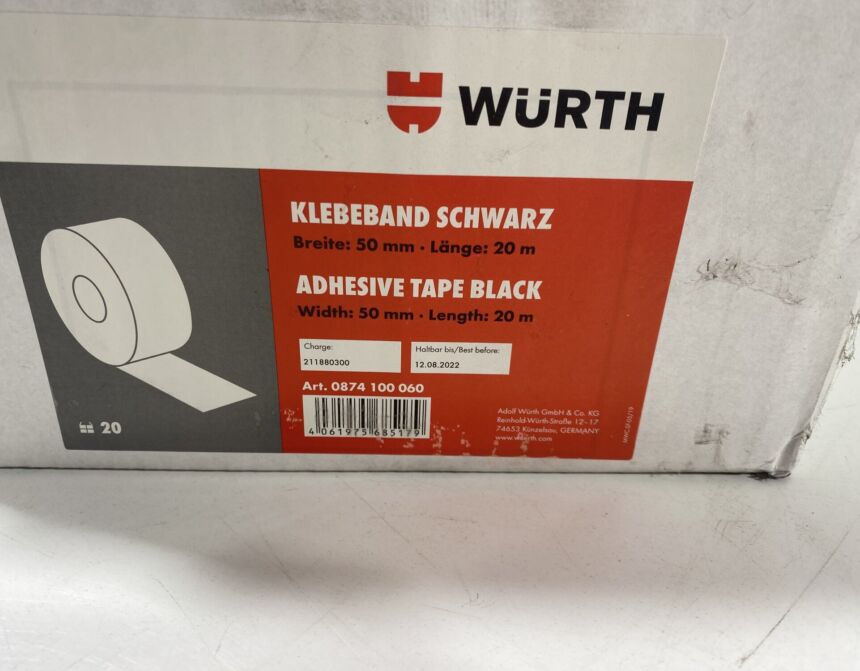 WÜRTH
KLEBEBAND SCHWARZ
Breite: 50 mm · Länge: 20 m
ADHESIVE TAPE BLACK
Width: 50 mm · Length: 20 m
Charge:
211880300
Haltbar bis/Best before:
12.08.2022
Art. 0874 100 060
4 061975 685179
20
Adolf Würth GmbH & Co. KG
Reinhold-Würth-Straße 12-17
74653 Künzelsau, GERMANY
www.wuerth.com